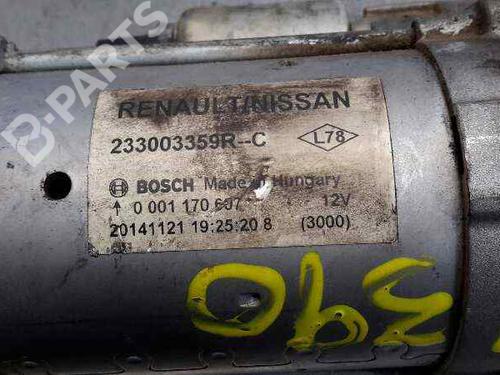 RENAULT/NISSAN
233003359R--C
L78
BOSCH Made in Hungary
0 001 170 607 12V
20141121 19:25:20 8 (3000)
390
B-PARTS